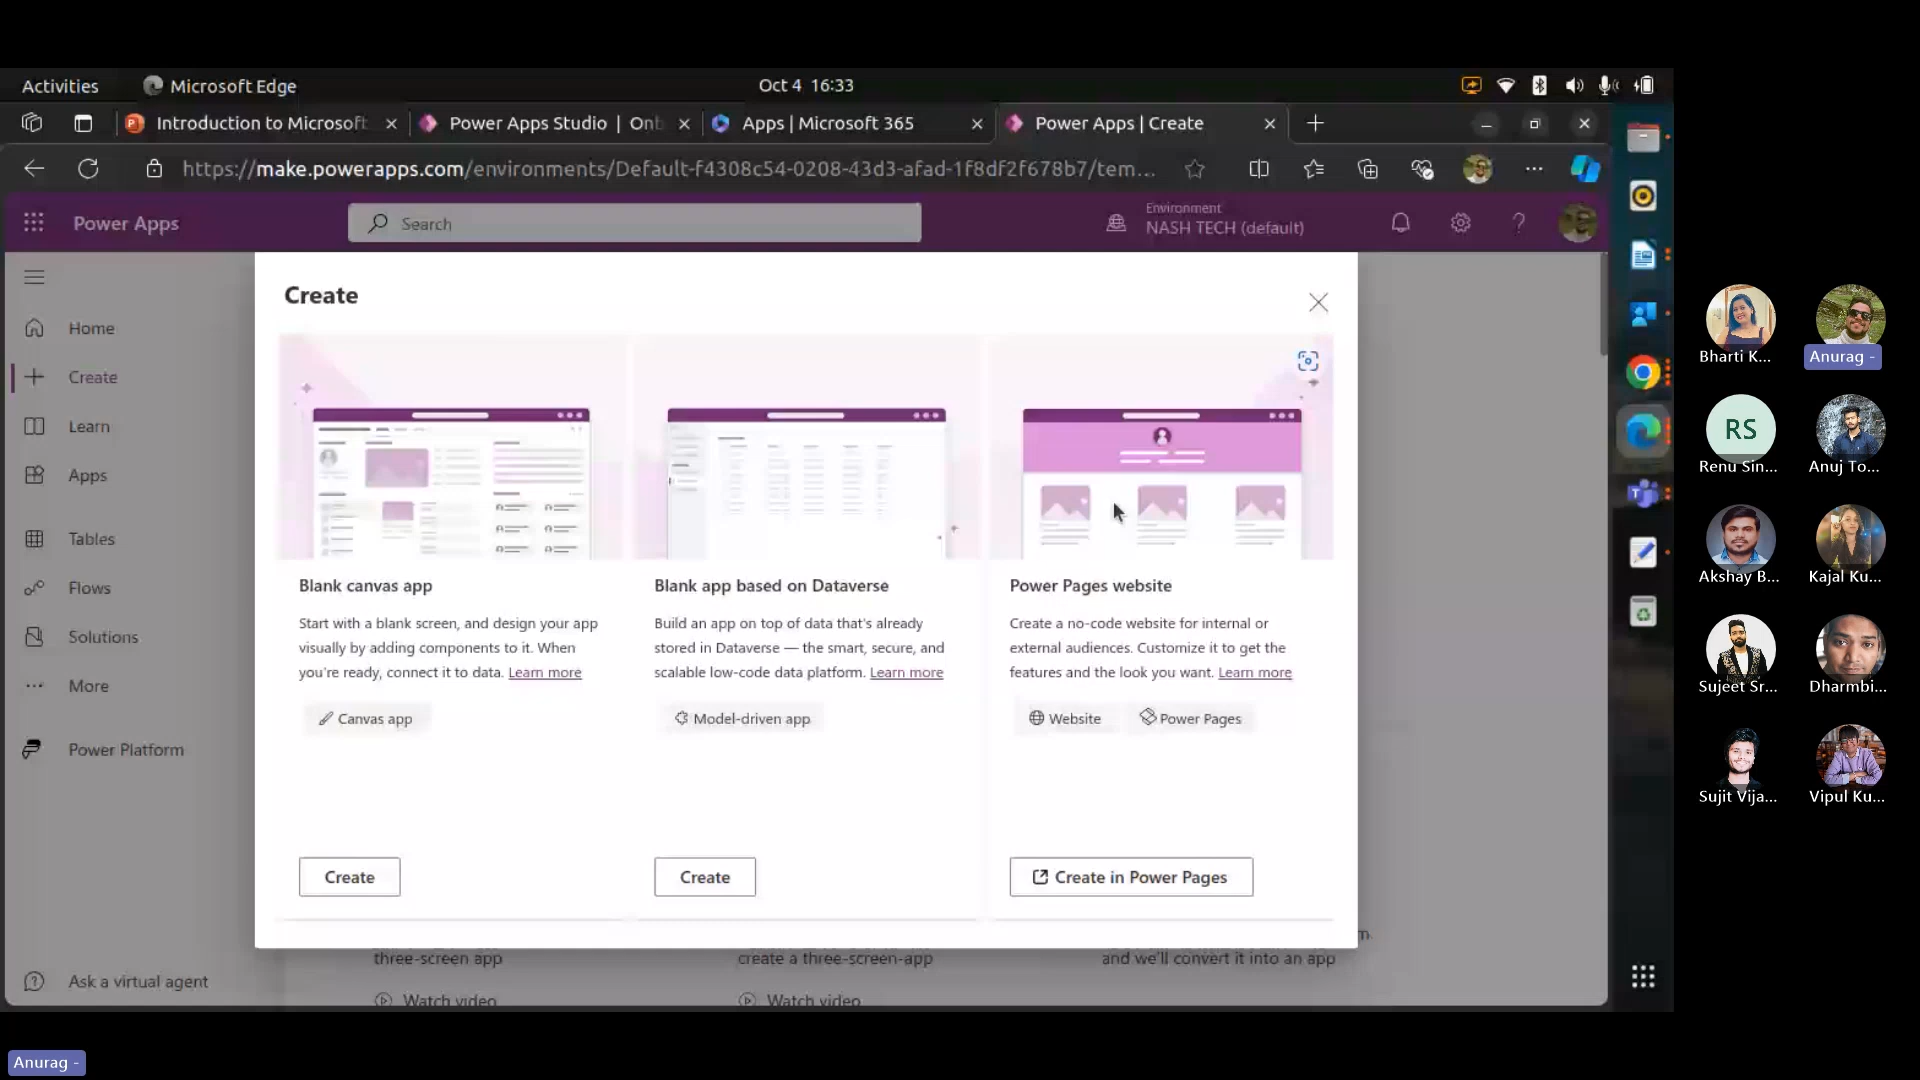 Activities
Microsoft Edge
Oct 4 16:33
Introduction to Microsoft
Power Apps Studio | Ont
Apps | Microsoft 365
Power Apps | Create
https://make.powerapps.com/environments/Default-f4308c54-0208-43d3-afad-1f8df2f678b7/tem...
Power Apps
Search
Environment
NASH TECH (default)
Home
Create
Learn
Apps
Tables
Flows
Solutions
More
Power Platform
Ask a virtual agent
Create
Blank canvas app
Start with a blank screen, and design your app
visually by adding components to it. When
you're ready, connect it to data. Learn more
Canvas app
Create
Blank app based on Dataverse
Build an app on top of data that's already
stored in Dataverse — the smart, secure, and
scalable low-code data platform. Learn more
Model-driven app
Create
Power Pages website
Create a no-code website for internal or
external audiences. Customize it to get the
features and the look you want. Learn more
Website
Power Pages
Create in Power Pages
three-screen app
create a three-screen-app
and we'll convert it into an app
Watch video
Watch video
Bharti K...
Anurag -
RS
Renu Sin...
Anuj To...
Akshay B...
Kajal Ku...
Sujeet Sr...
Dharmbi...
Sujit Vija...
Vipul Ku...
Anurag -